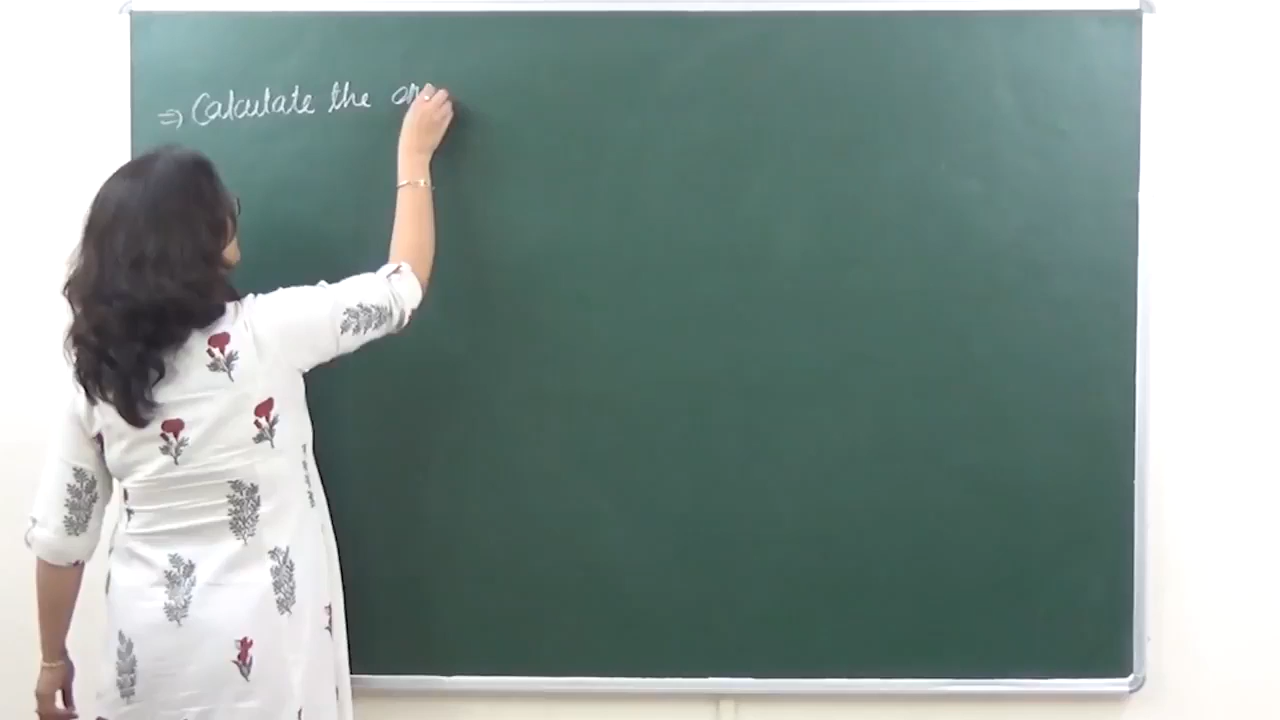 ⇒ Calculate the